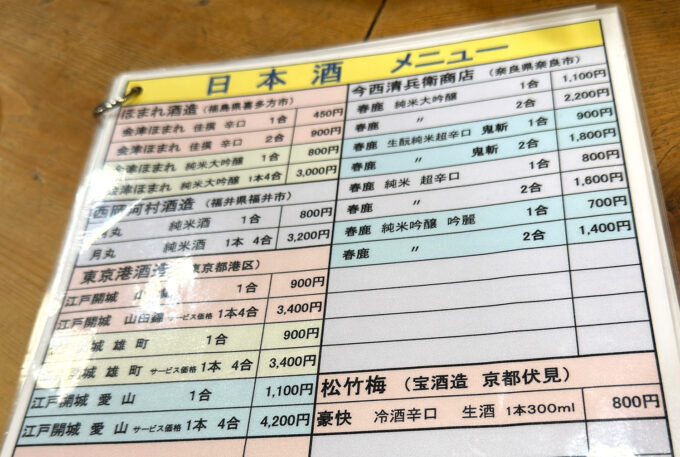 日本酒 メニュー
ほまれ酒造 (福島県喜多方市)
会津ほまれ 佳撰 辛口 1合 450円
会津ほまれ 佳撰 辛口 2合 900円
会津ほまれ 純米大吟醸 1合 800円
会津ほまれ 純米大吟醸 1本4合 3,000円
西岡河村酒造 (福井県福井市)
月丸 純米酒 1合 800円
月丸 純米酒 1本 4合 3,200円
東京港酒造 東京都港区)
江戸開城 山 1合 900円
江戸開城 山田錦 サービス価格 1本4合 3,400円
城 雄町 1合 900円
城 雄町 サービス価格 1本 4合 3,400円
江戸開城 愛山 1合 1,100円
江戸開城 愛山 サービス価格 1本 4合 4,200円
今西清兵衛商店 (奈良県奈良市)
春鹿 純米大吟醸 1合 1,100円
春鹿 〃 2合 2,200円
春鹿 生酛純米超辛口 鬼斬 1合 900円
春鹿 〃 鬼斬 2合 1,800円
春鹿 純米 超辛口 1合 800円
春鹿 〃 2合 1,600円
春鹿 純米吟醸 吟麗 1合 700円
春鹿 〃 2合 1,400円
松竹梅 (宝酒造 京都伏見)
豪快 冷酒辛口 生酒 1本300ml 800円